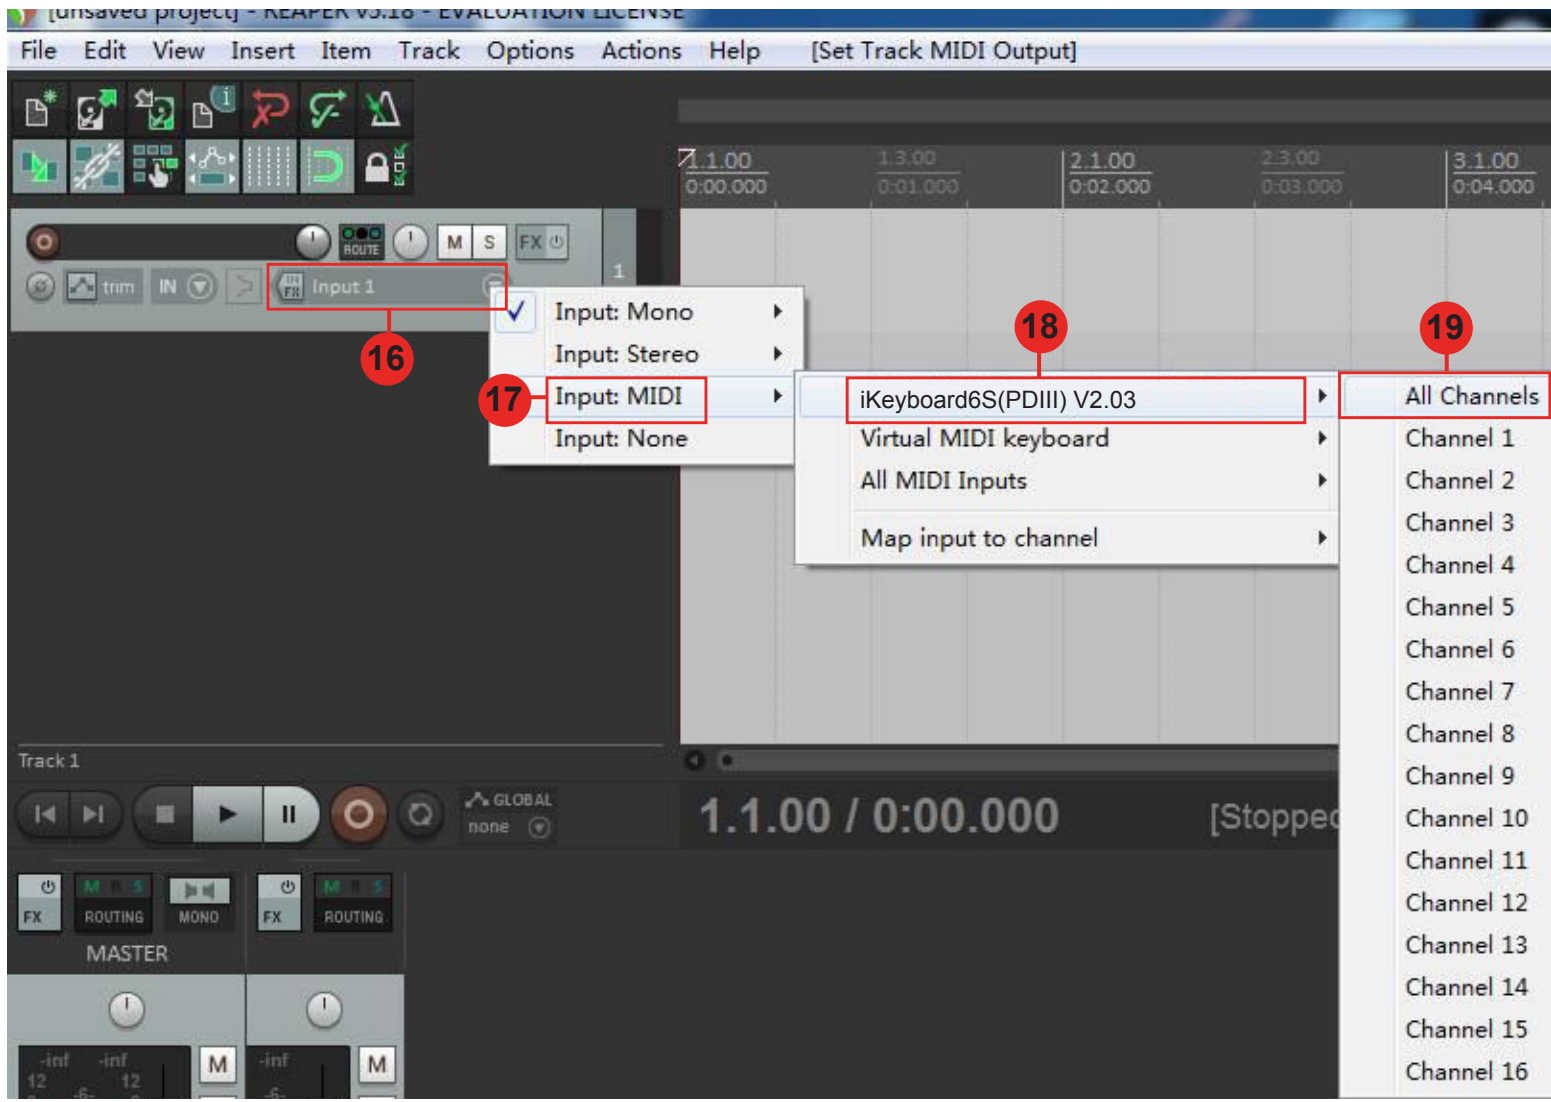 [unsaved project] - REAPER v5.18 - EVALUATION LICENSE
File Edit View Insert Item Track Options Actions Help [Set Track MIDI Output]
1.1.00 1.3.00 2.1.00 2.3.00 3.1.00
0:00.000 0:01.000 0:02.000 0:03.000 0:04.000
ROUTE M S FX
1
trim IN IN FX Input 1
16
Input: Mono
Input: Stereo
17 Input: MIDI
Input: None
18
iKeyboard6S(PDIII) V2.03
Virtual MIDI keyboard
All MIDI Inputs
Map input to channel
19
All Channels
Channel 1
Channel 2
Channel 3
Channel 4
Channel 5
Channel 6
Channel 7
Channel 8
Channel 9
Channel 10
Channel 11
Channel 12
Channel 13
Channel 14
Channel 15
Channel 16
Track 1
GLOBAL
none
1.1.00 / 0:00.000 [Stopped
M R S M R S
FX ROUTING MONO FX ROUTING
MASTER
-inf -inf M -inf M
12 12
-6- -6-